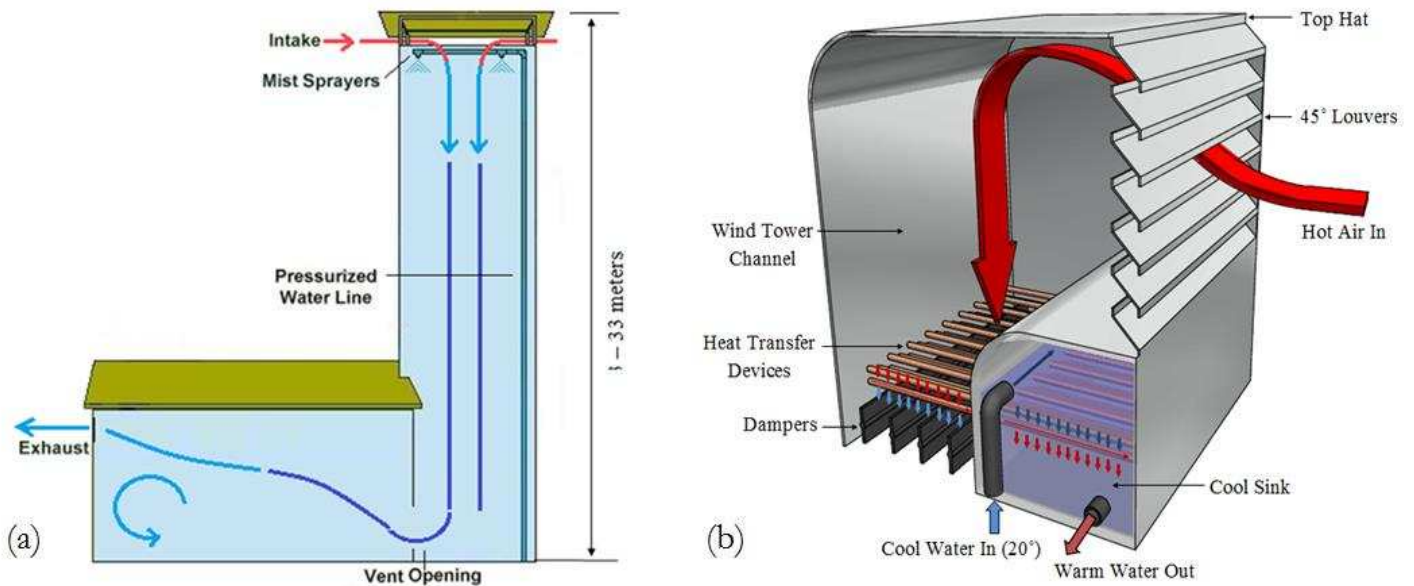 Intake
Mist Sprayers
Pressurized
Water Line
– 33 meters
Exhaust
Vent Opening
(a)
Top Hat
45° Louvers
Hot Air In
Wind Tower
Channel
Heat Transfer
Devices
Dampers
Cool Sink
Cool Water In (20°)
Warm Water Out
(b)